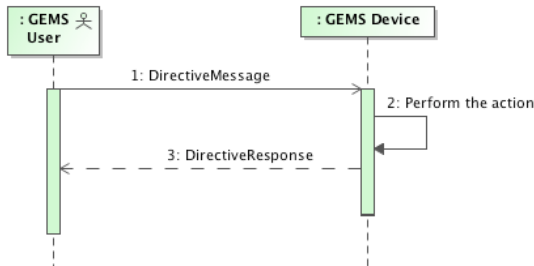 : GEMS
User
: GEMS Device
1: DirectiveMessage
2: Perform the action
3: DirectiveResponse